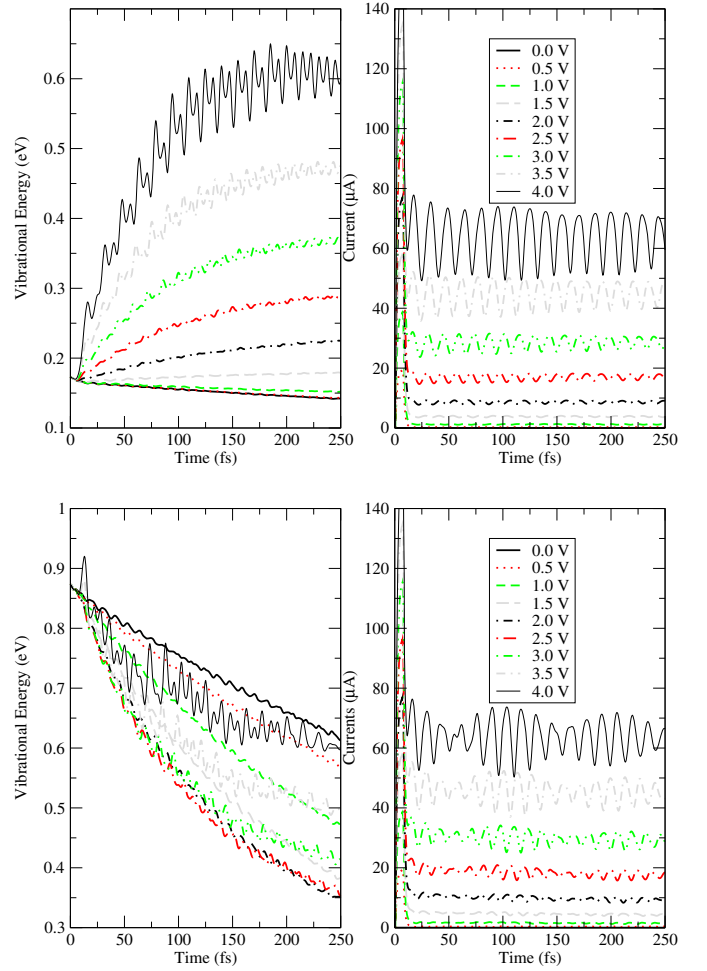 Vibrational Energy (eV)
0.6
0.5
0.4
0.3
0.2
0.1
0 50 100 150 200 250
Time (fs)
Current (μA)
140
120
100
80
60
40
20
0
0 50 100 150 200 250
Time (fs)
0.0 V
0.5 V
1.0 V
1.5 V
2.0 V
2.5 V
3.0 V
3.5 V
4.0 V
Vibrational Energy (eV)
1
0.9
0.8
0.7
0.6
0.5
0.4
0.3
0 50 100 150 200 250
Time (fs)
Currents (μA)
140
120
100
80
60
40
20
0
0 50 100 150 200 250
Time (fs)
0.0 V
0.5 V
1.0 V
1.5 V
2.0 V
2.5 V
3.0 V
3.5 V
4.0 V